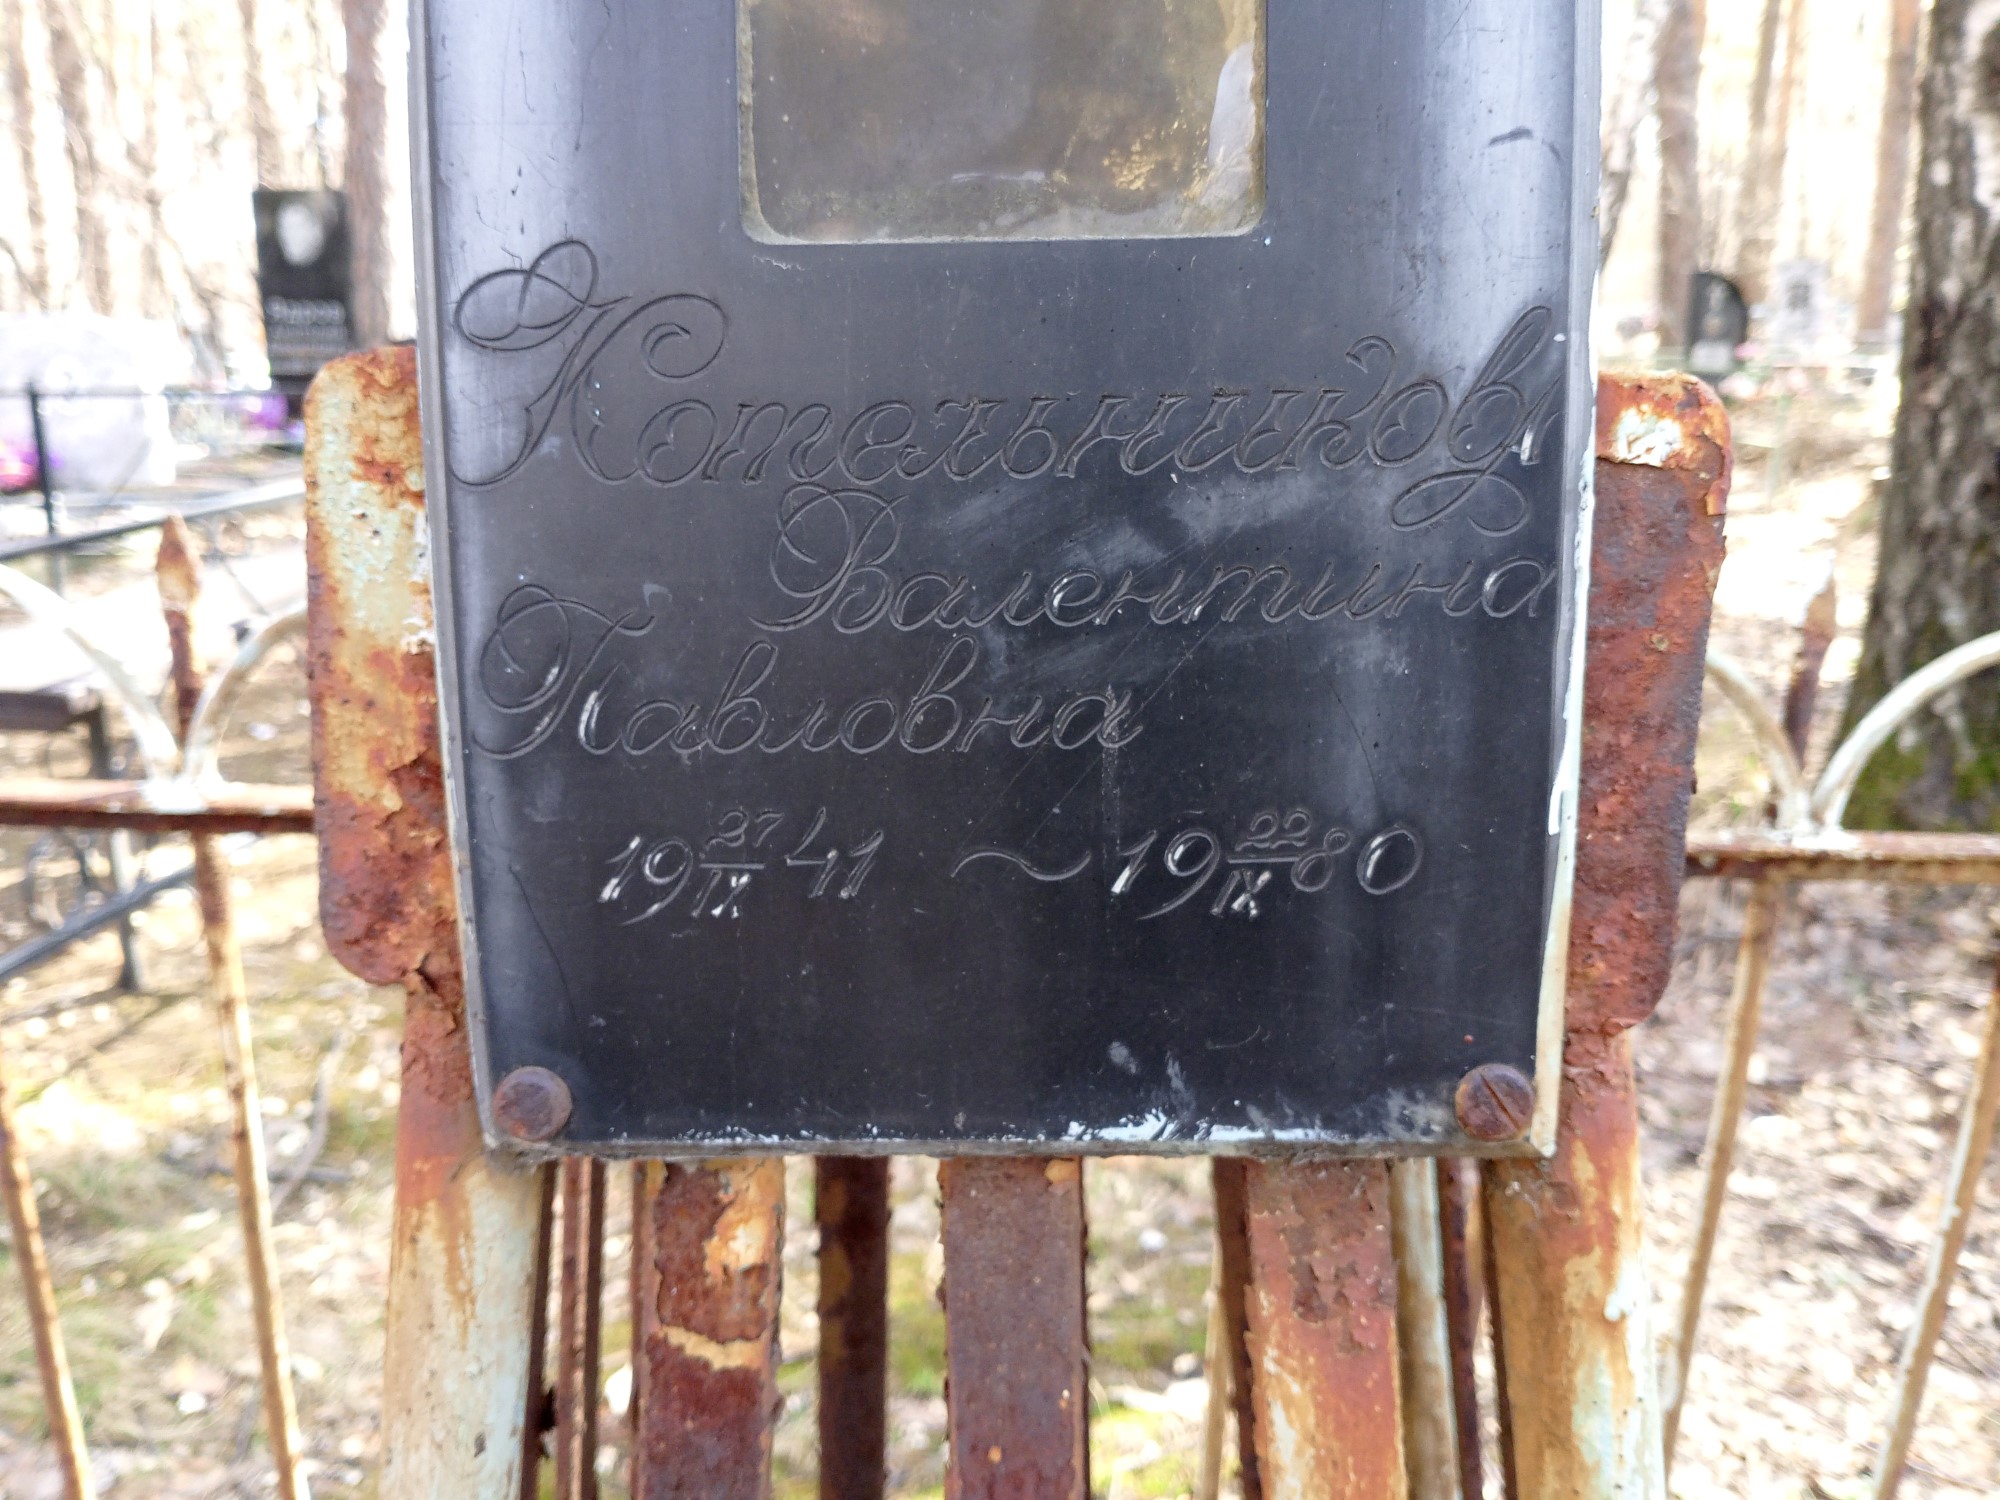 Котельникова
Валентина
Павловна
19 27/IX 41 ~ 19 22/IX 80